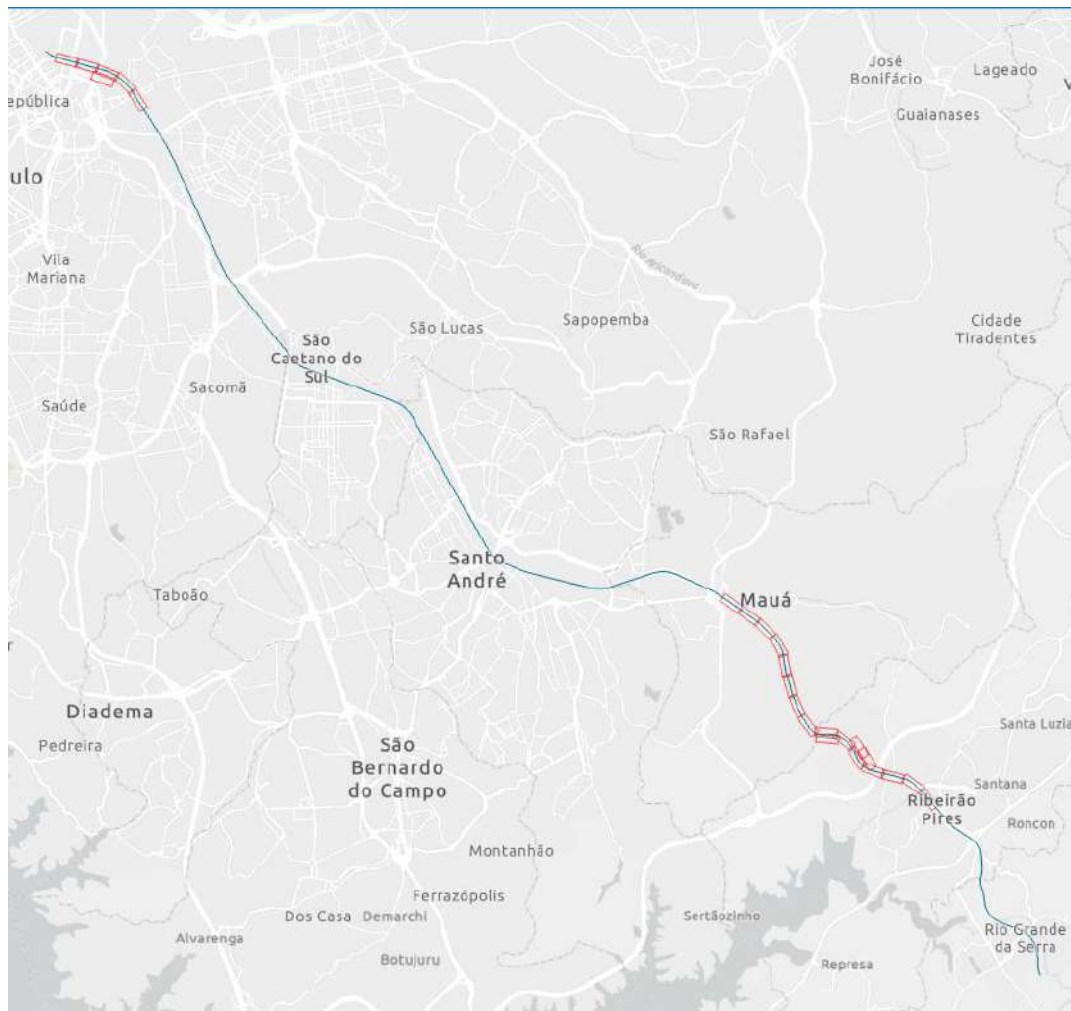 José
Bonifácio
Lageado
Guaianases
epública
ulo
Vila
Mariana
Rio Aricanduva
São Lucas
Sapopemba
Cidade
Tiradentes
São
Caetano do
Sul
Sacomã
Saúde
São Rafael
Santo
André
Taboão
Mauá
Diadema
Pedreira
São
Bernardo
do Campo
Santa Luzia
Santana
Ribeirão
Pires
Roncon
Montanhão
Ferrazópolis
Dos Casa
Demarchi
Sertãozinho
Alvarenga
Rio Grande
da Serra
Botujuru
Represa